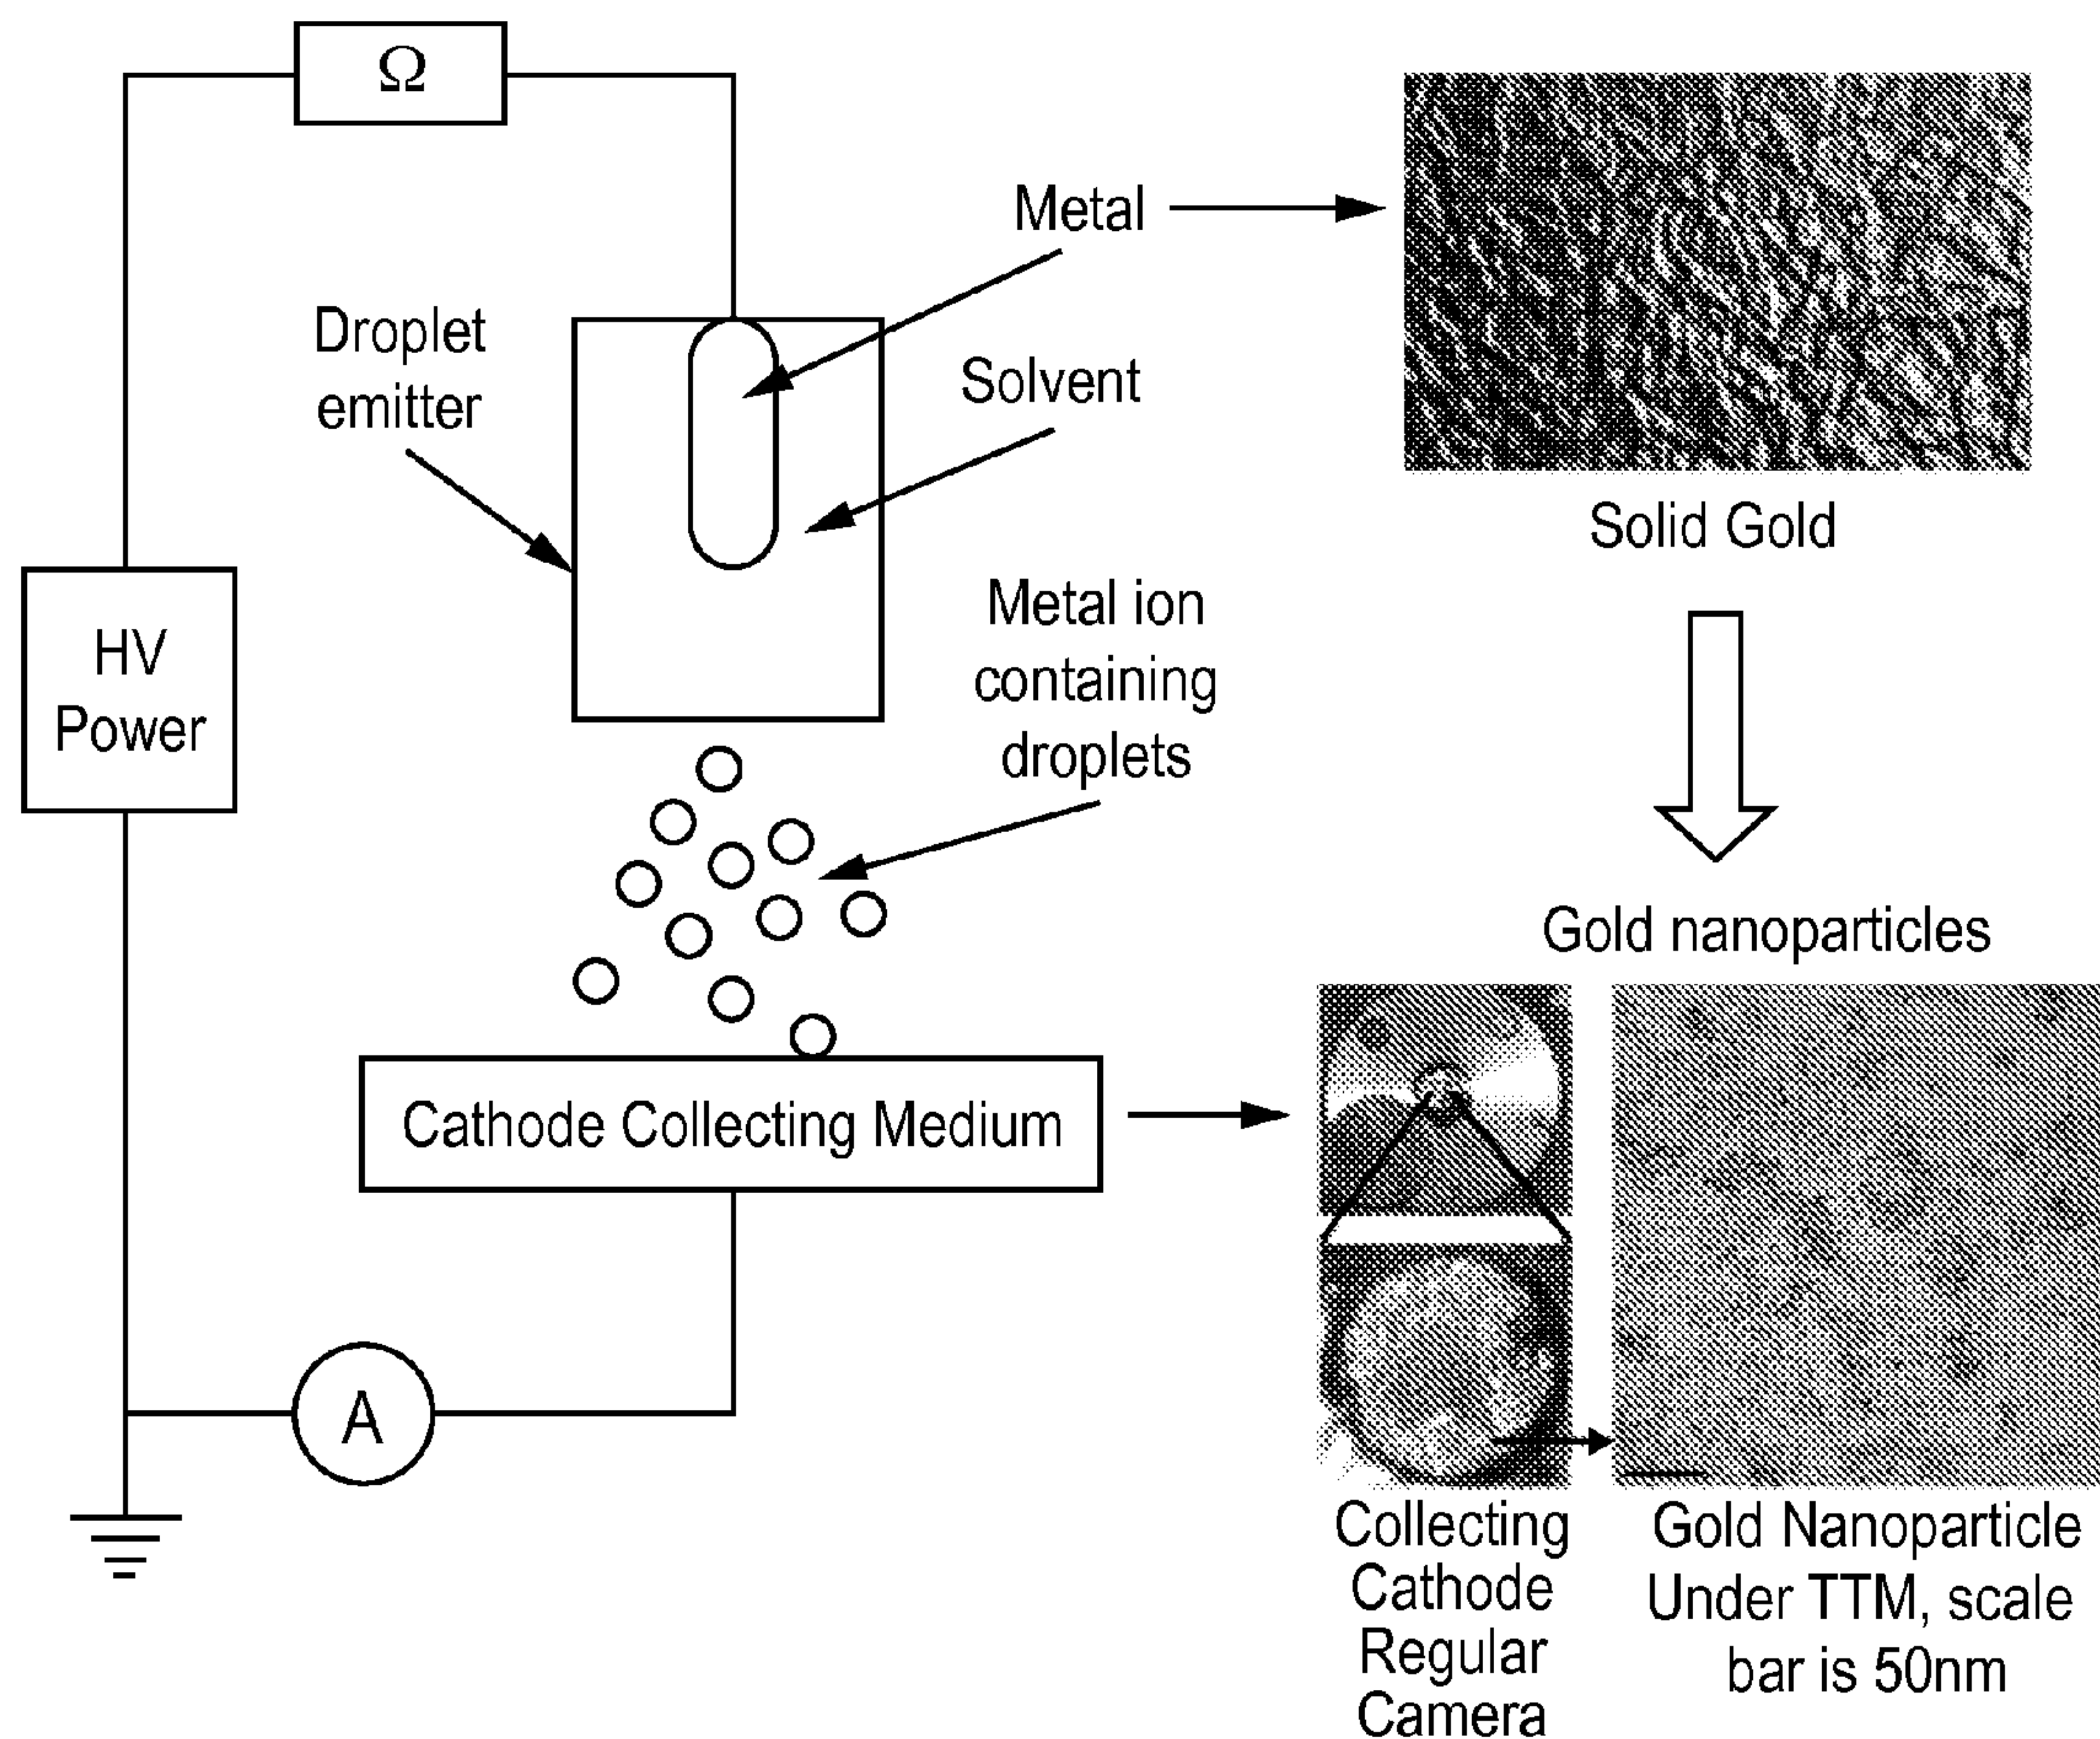 Ω
Metal
Droplet
emitter
Solvent
Solid Gold
HV
Power
Metal ion
containing
droplets
Gold nanoparticles
Cathode Collecting Medium
A
Collecting
Cathode
Regular
Camera
Gold Nanoparticle
Under TTM, scale
bar is 50nm